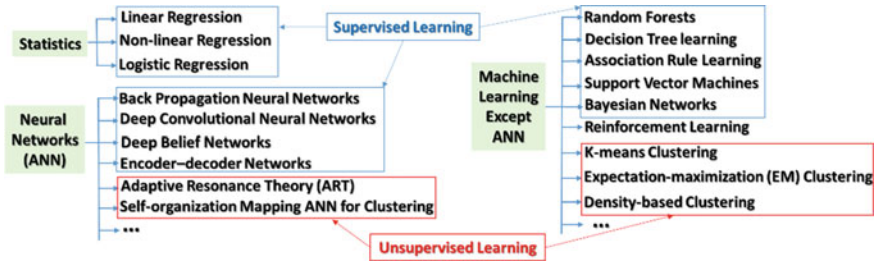 Statistics
Linear Regression
Non-linear Regression
Logistic Regression
Supervised Learning
Neural
Networks
(ANN)
Back Propagation Neural Networks
Deep Convolutional Neural Networks
Deep Belief Networks
Encoder–decoder Networks
Adaptive Resonance Theory (ART)
Self-organization Mapping ANN for Clustering
...
Unsupervised Learning
Machine
Learning
Except
ANN
Random Forests
Decision Tree learning
Association Rule Learning
Support Vector Machines
Bayesian Networks
Reinforcement Learning
K-means Clustering
Expectation-maximization (EM) Clustering
Density-based Clustering
...